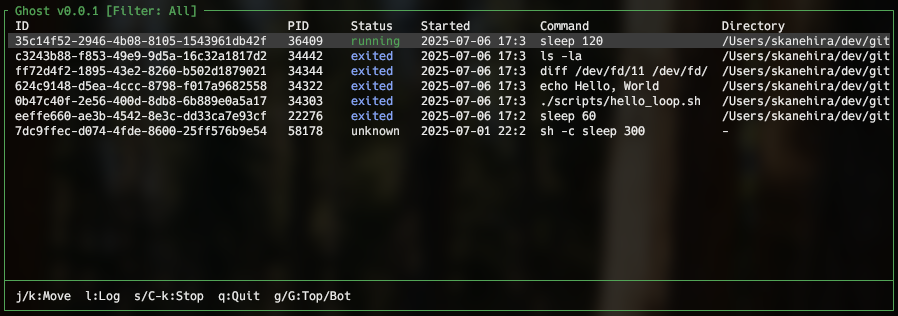 Ghost v0.0.1 [Filter: All]
ID PID Status Started Command Directory
35c14f52-2946-4b08-8105-1543961db42f 36409 running 2025-07-06 17:3 sleep 120 /Users/skanehira/dev/git
c3243b88-f853-49e9-9d5a-16c32a1817d2 34442 exited 2025-07-06 17:3 ls -la /Users/skanehira/dev/git
ff72d4f2-1895-43e2-8260-b502d1879021 34344 exited 2025-07-06 17:3 diff /dev/fd/11 /dev/fd/ /Users/skanehira/dev/git
624c9148-d5ea-4ccc-8798-f017a9682558 34322 exited 2025-07-06 17:3 echo Hello, World /Users/skanehira/dev/git
0b47c40f-2e56-400d-8db8-6b889e0a5a17 34303 exited 2025-07-06 17:3 ./scripts/hello_loop.sh /Users/skanehira/dev/git
eeffe660-ae3b-4542-8e3c-dd33ca7e93cf 22276 exited 2025-07-06 17:2 sleep 60 /Users/skanehira/dev/git
7dc9ffec-d074-4fde-8600-25ff576b9e54 58178 unknown 2025-07-01 22:2 sh -c sleep 300 -
j/k:Move l:Log s/C-k:Stop q:Quit g/G:Top/Bot